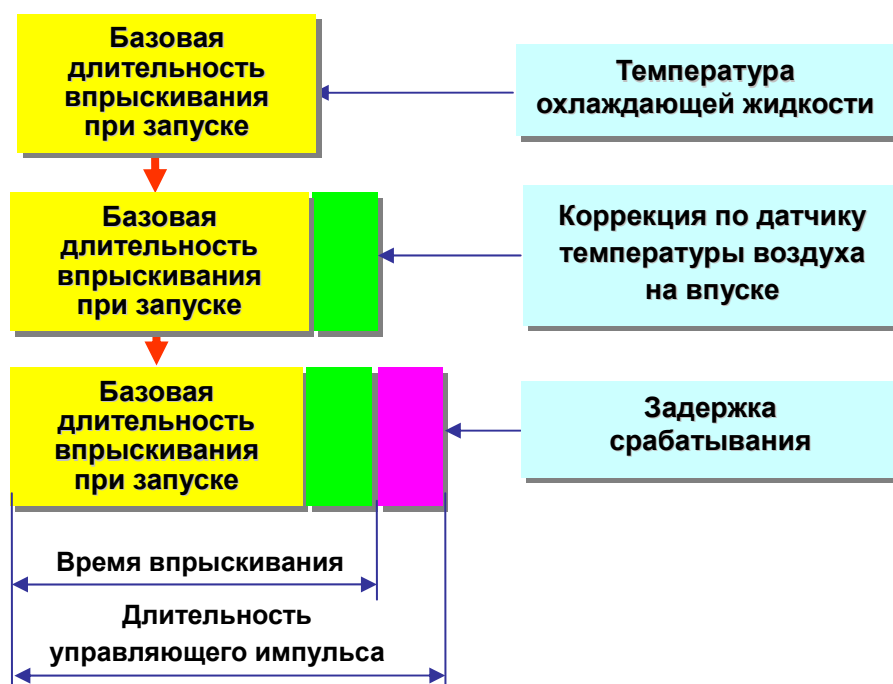 Базовая
длительность
впрыскивания
при запуске
Температура
охлаждающей жидкости
Базовая
длительность
впрыскивания
при запуске
Коррекция по датчику
температуры воздуха
на впуске
Базовая
длительность
впрыскивания
при запуске
Задержка
срабатывания
Время впрыскивания
Длительность
управляющего импульса